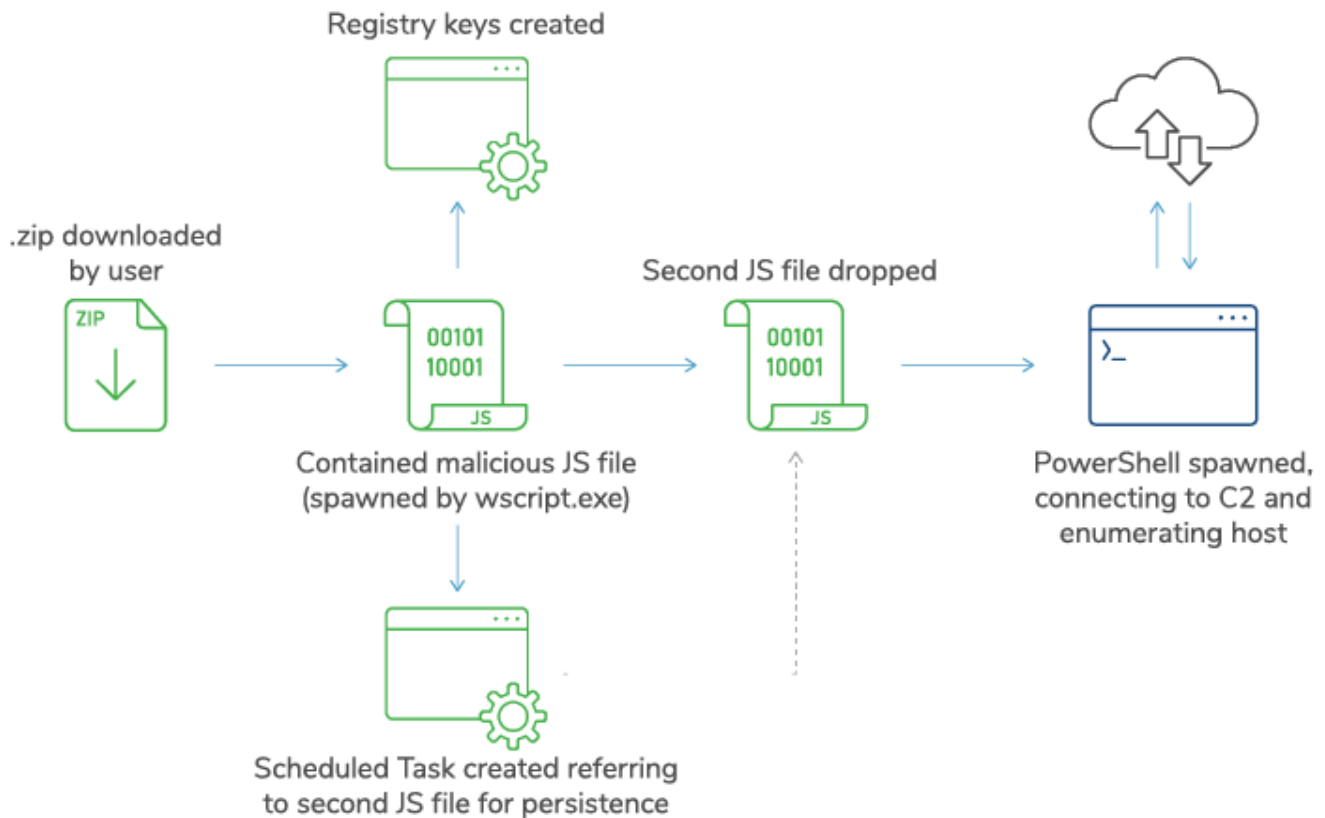 Registry keys created
.zip downloaded
by user
ZIP
Second JS file dropped
00101
10001
JS
00101
10001
JS
>_
Contained malicious JS file
(spawned by wscript.exe)
PowerShell spawned,
connecting to C2 and
enumerating host
Scheduled Task created referring
to second JS file for persistence